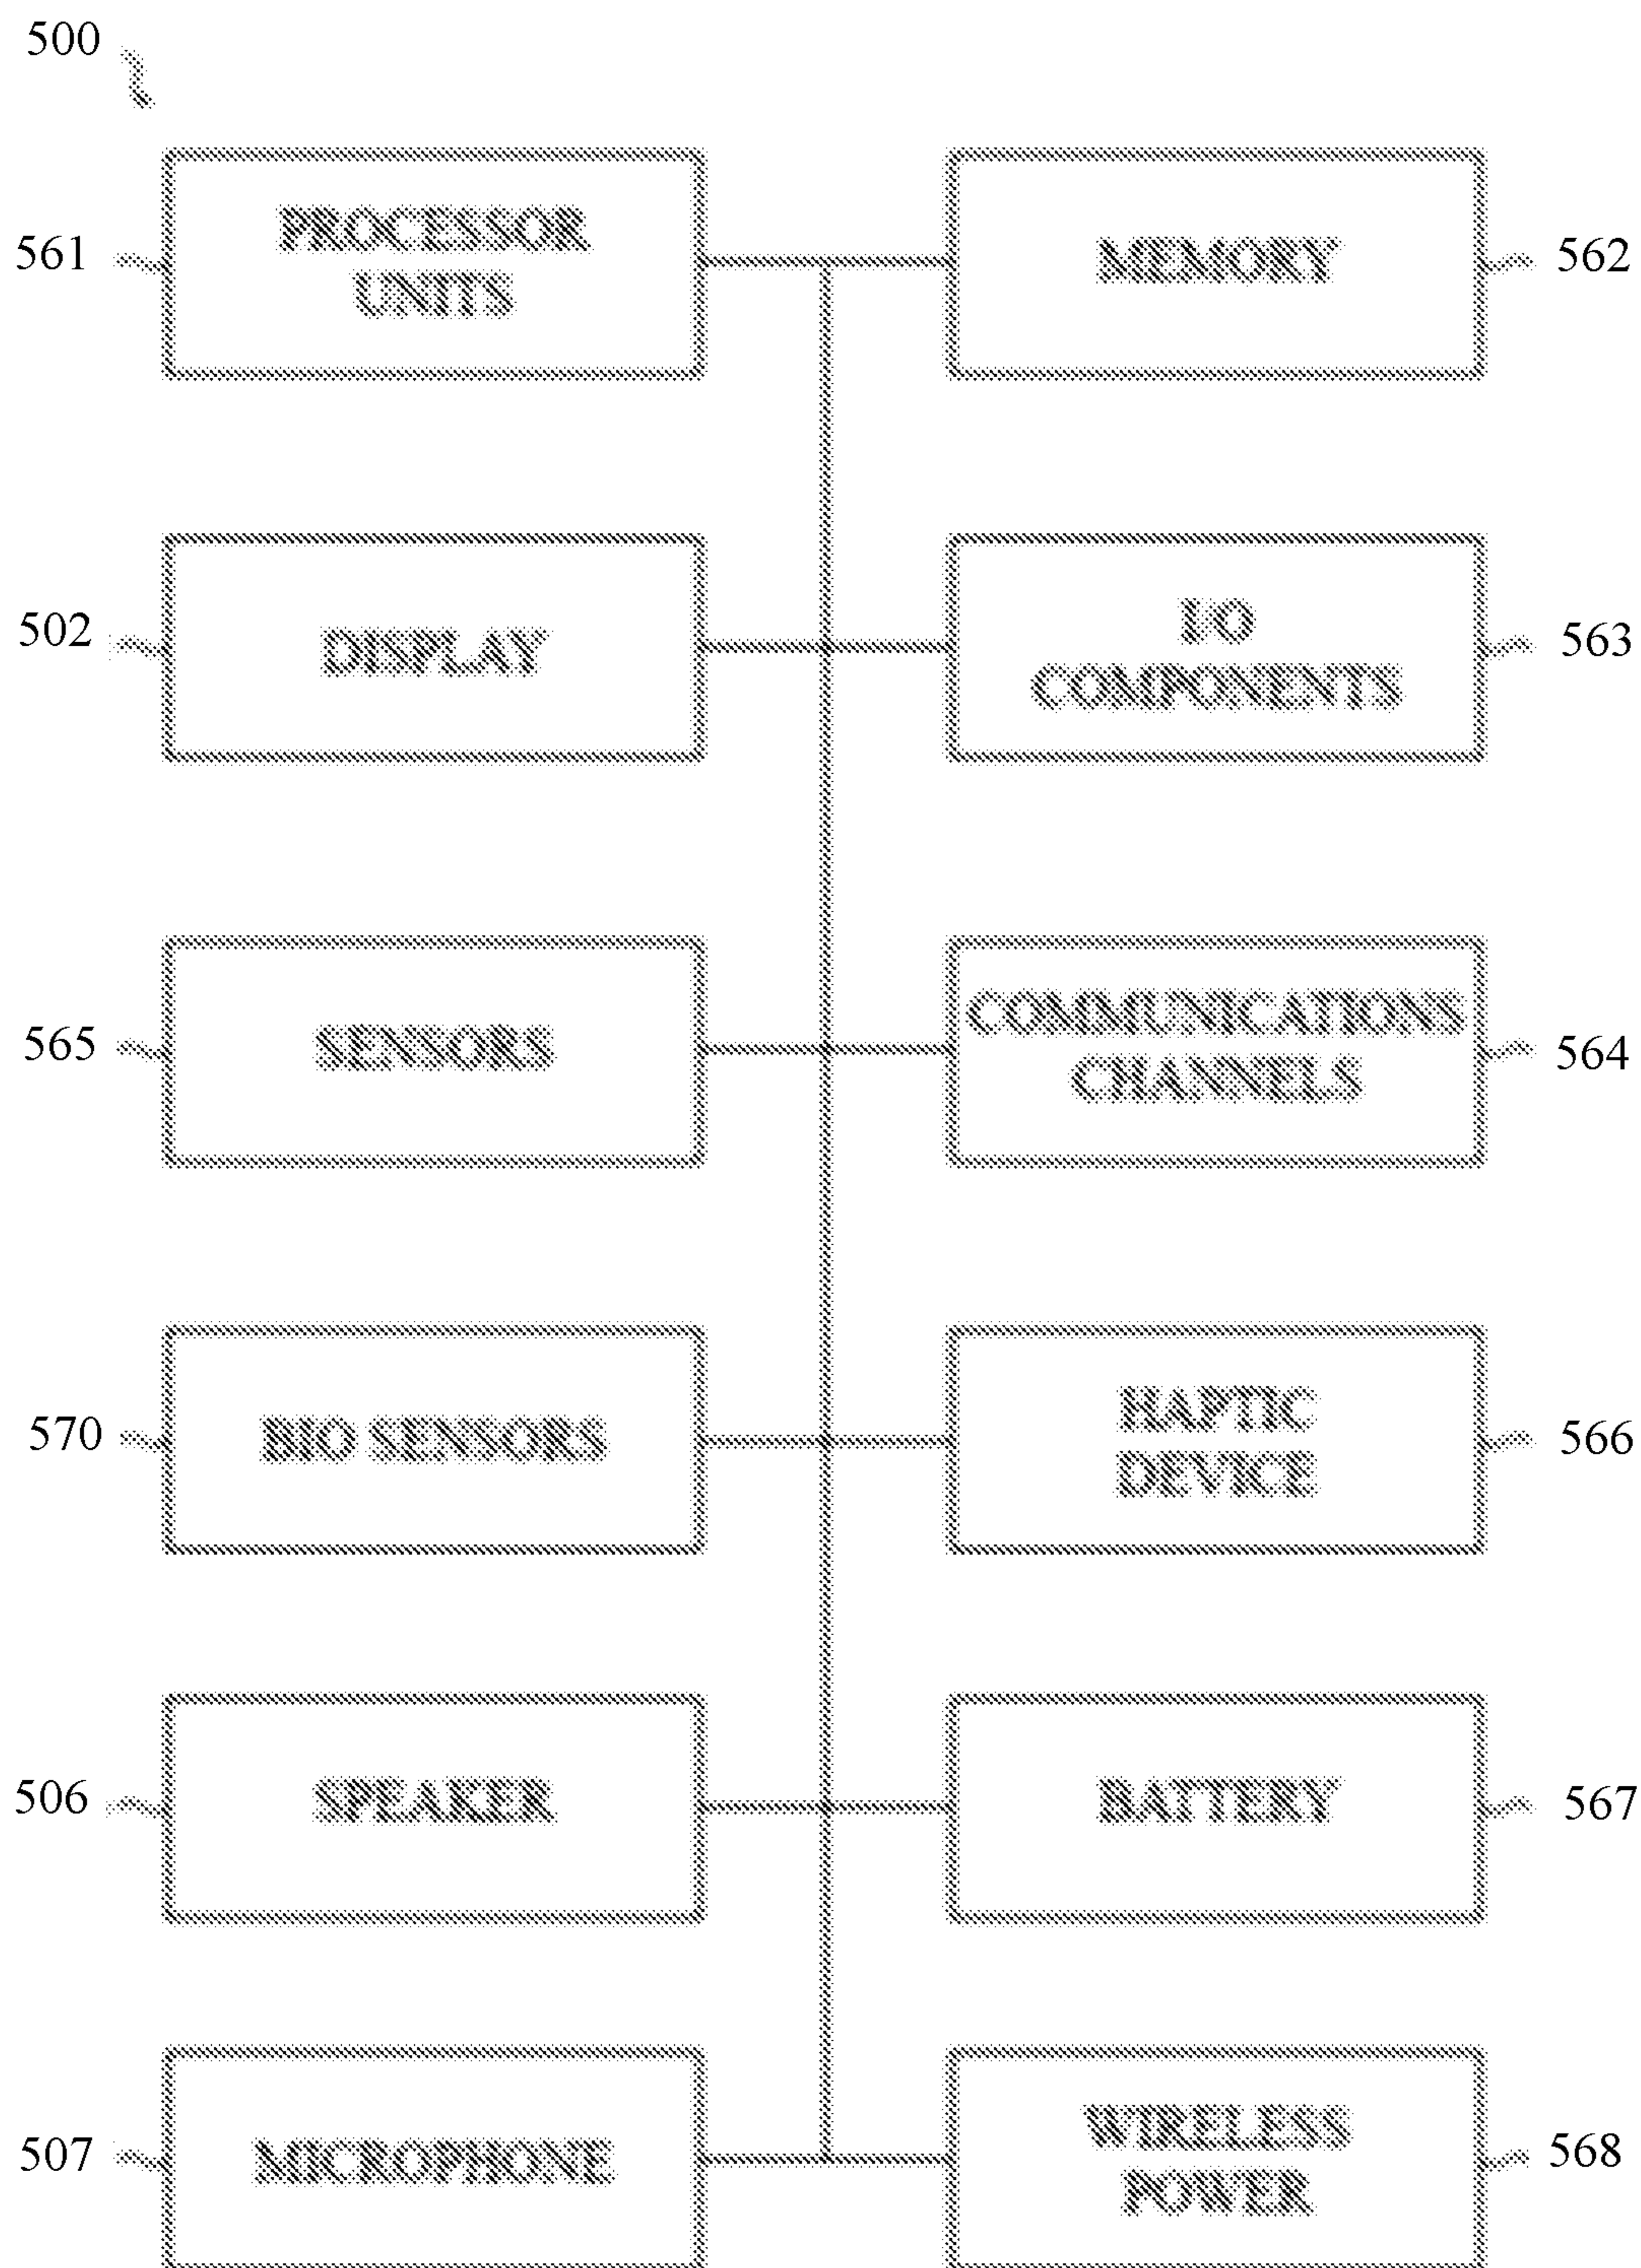 500
561
PROCESSOR
UNITS
MEMORY
562
502
DISPLAY
I/O
COMPONENTS
563
565
SENSORS
COMMUNICATIONS
CHANNELS
564
570
BIO SENSORS
HAPTIC
DEVICE
566
506
SPEAKER
BATTERY
567
507
MICROPHONE
WIRELESS
POWER
568